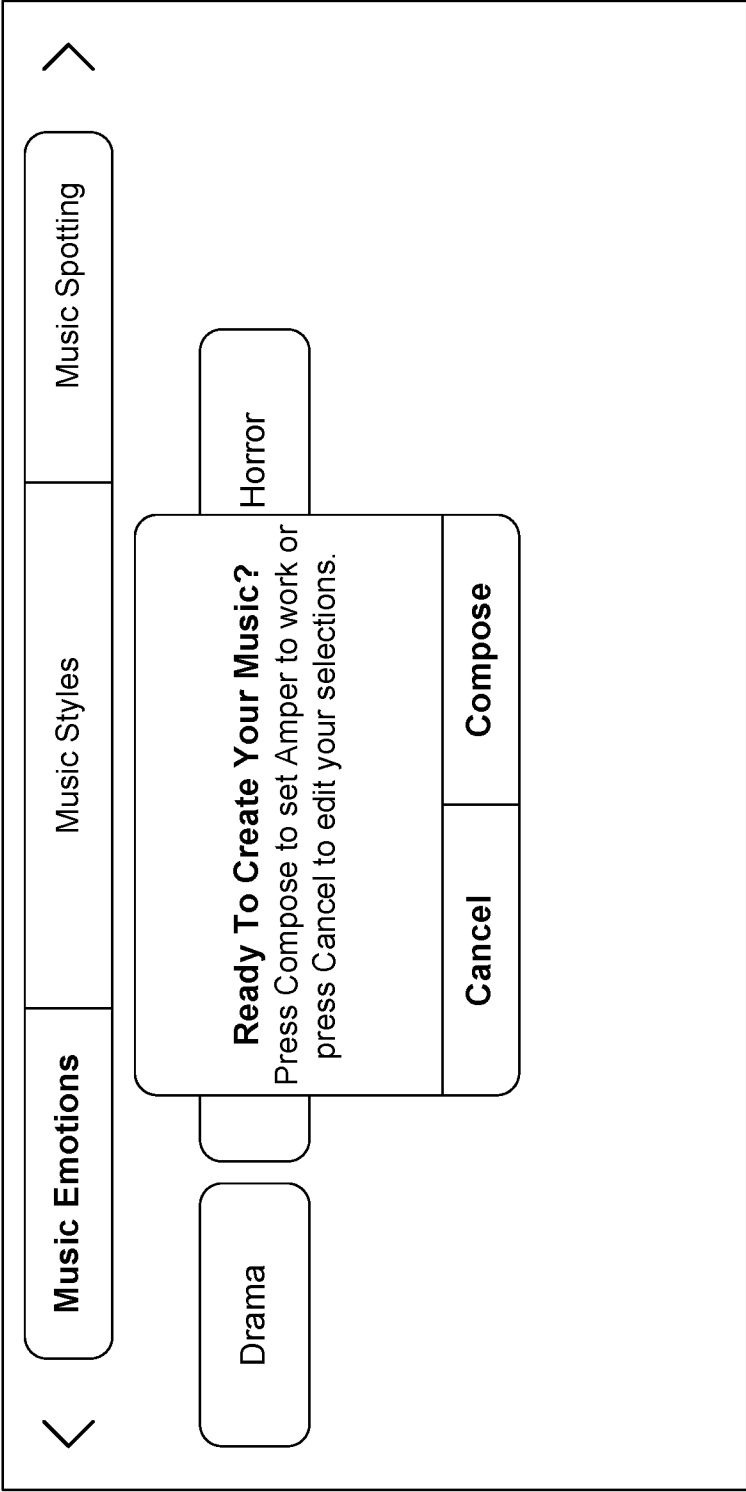 Music Emotions
Music Styles
Music Spotting
Drama
Horror
Ready To Create Your Music?
Press Compose to set Amper to work or
press Cancel to edit your selections.
Cancel
Compose